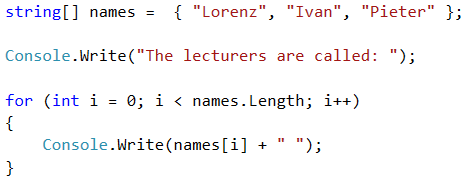 string[] names =  { "Lorenz", "Ivan", "Pieter" };
Console.Write("The lecturers are called: ");
for (int i = 0; i < names.Length; i++)
{
    Console.Write(names[i] + " ");
}